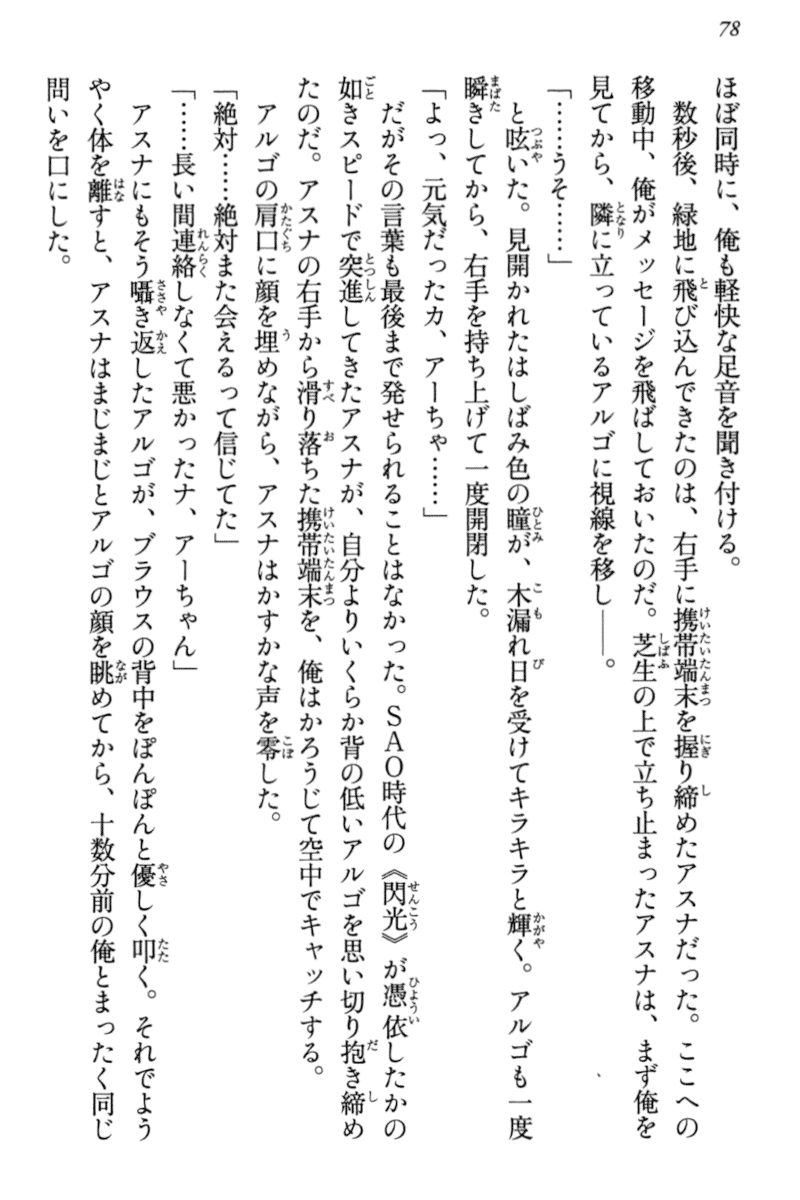 78
ほぼ同時に、俺も軽快な足音を聞き付ける。
数秒後、緑地に飛び込んできたのは、右手に携帯端末を握り締めたアスナだった。ここへの
移動中、俺がメッセージを飛ばしておいたのだ。芝生の上で立ち止まったアスナは、まず俺を
見てから、隣に立っているアルゴに視線を移し――。
「……うそ……」
と呟いた。見開かれたはしばみ色の瞳が、木漏れ日を受けてキラキラと輝く。アルゴも一度
瞬きしてから、右手を持ち上げて一度開閉した。
「よっ、元気だったカ、アーちゃ……」
だがその言葉も最後まで発せられることはなかった。SAO時代の《閃光》が憑依したかの
如きスピードで突進してきたアスナが、自分よりいくらか背の低いアルゴを思い切り抱き締め
たのだ。アスナの右手から滑り落ちた携帯端末を、俺はかろうじて空中でキャッチする。
アルゴの肩口に顔を埋めながら、アスナはかすかな声を零した。
「絶対……絶対また会えるって信じてた」
「……長い間連絡しなくて悪かったナ、アーちゃん」
アスナにもそう囁き返したアルゴが、ブラウスの背中をぽんぽんと優しく叩く。それでよう
やく体を離すと、アスナはまじまじとアルゴの顔を眺めてから、十数分前の俺とまったく同じ
問いを口にした。